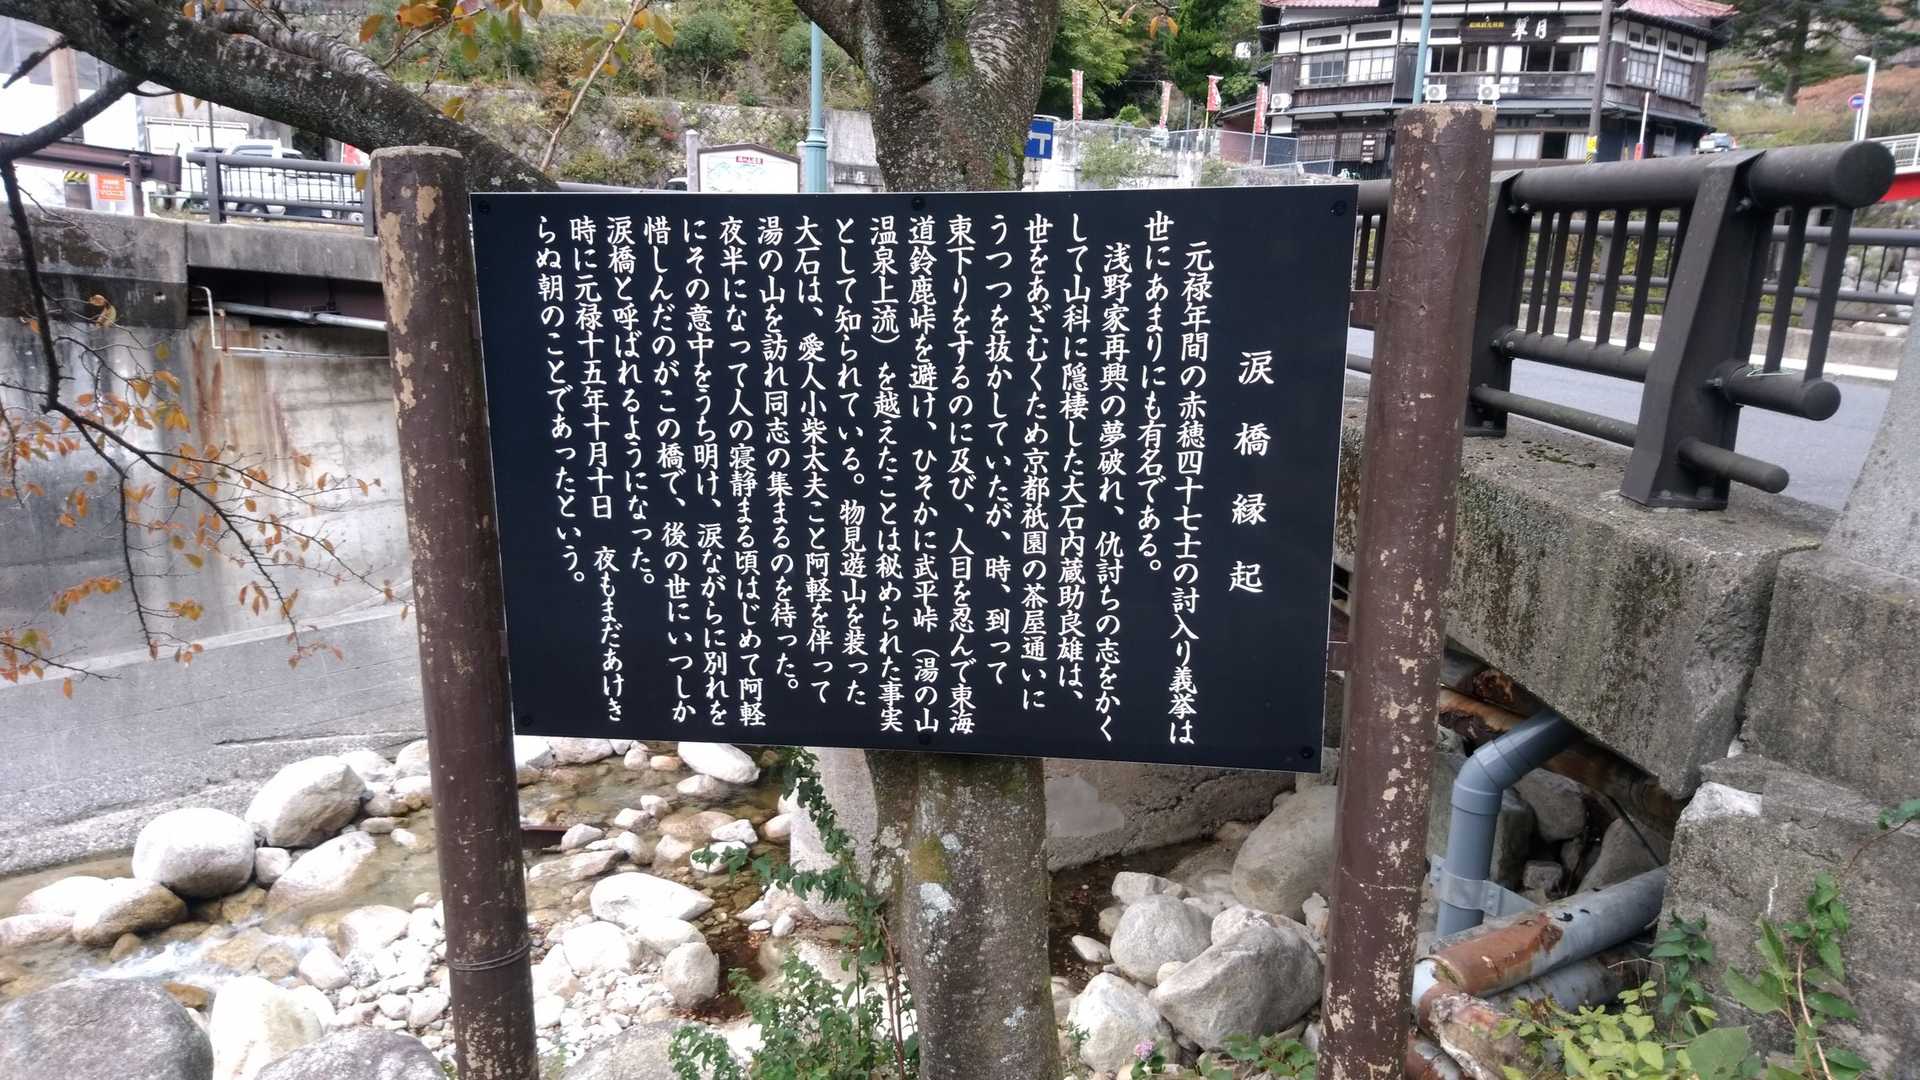 涙橋縁起
元禄年間の赤穂四十七士の討入り義挙は
世にあまりにも有名である。
浅野家再興の夢破れ、仇討ちの志をかく
して山科に隠棲した大石内蔵助良雄は、
世をあざむくため京都祇園の茶屋通いに
うつつを抜かしていたが、時、到って
東下りをするのに及び、人目を忍んで東海
道鈴鹿峠を避け、ひそかに武平峠（湯の山
温泉上流）を越えたことは秘められた事実
として知られている。物見遊山を装った
大石は、愛人小柴太夫こと阿軽を伴って
湯の山を訪れ同志の集まるのを待った。
夜半になって人の寝静まる頃はじめて阿軽
にその意中をうち明け、涙ながらに別れを
惜しんだのがこの橋で、後の世にいつしか
涙橋と呼ばれるようになった。
時に元禄十五年十月十日　夜もまだあけき
らぬ朝のことであったという。
翠月